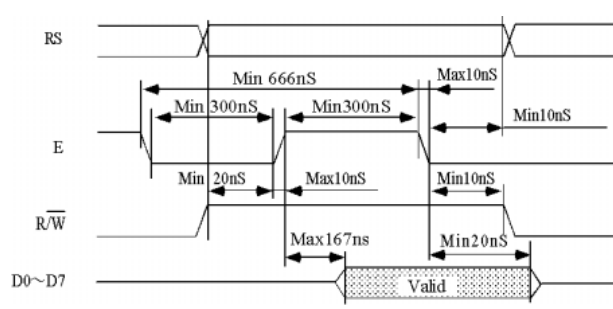 RS
Min 666nS
Max10nS
Min 300nS
Min300nS
Min10nS
E
Min 20nS
Max10nS
Min10nS
R/W
Max167ns
Min20nS
D0～D7
Valid